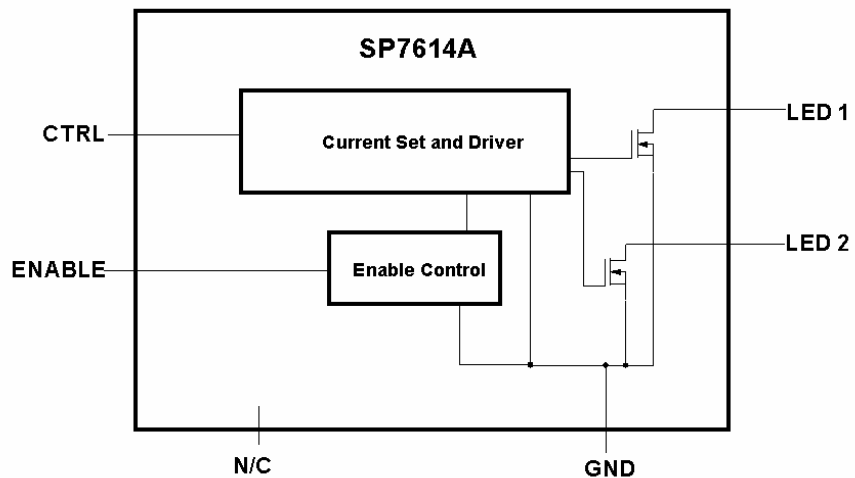 SP7614A
Current Set and Driver
CTRL
LED 1
LED 2
Enable Control
ENABLE
N/C
GND